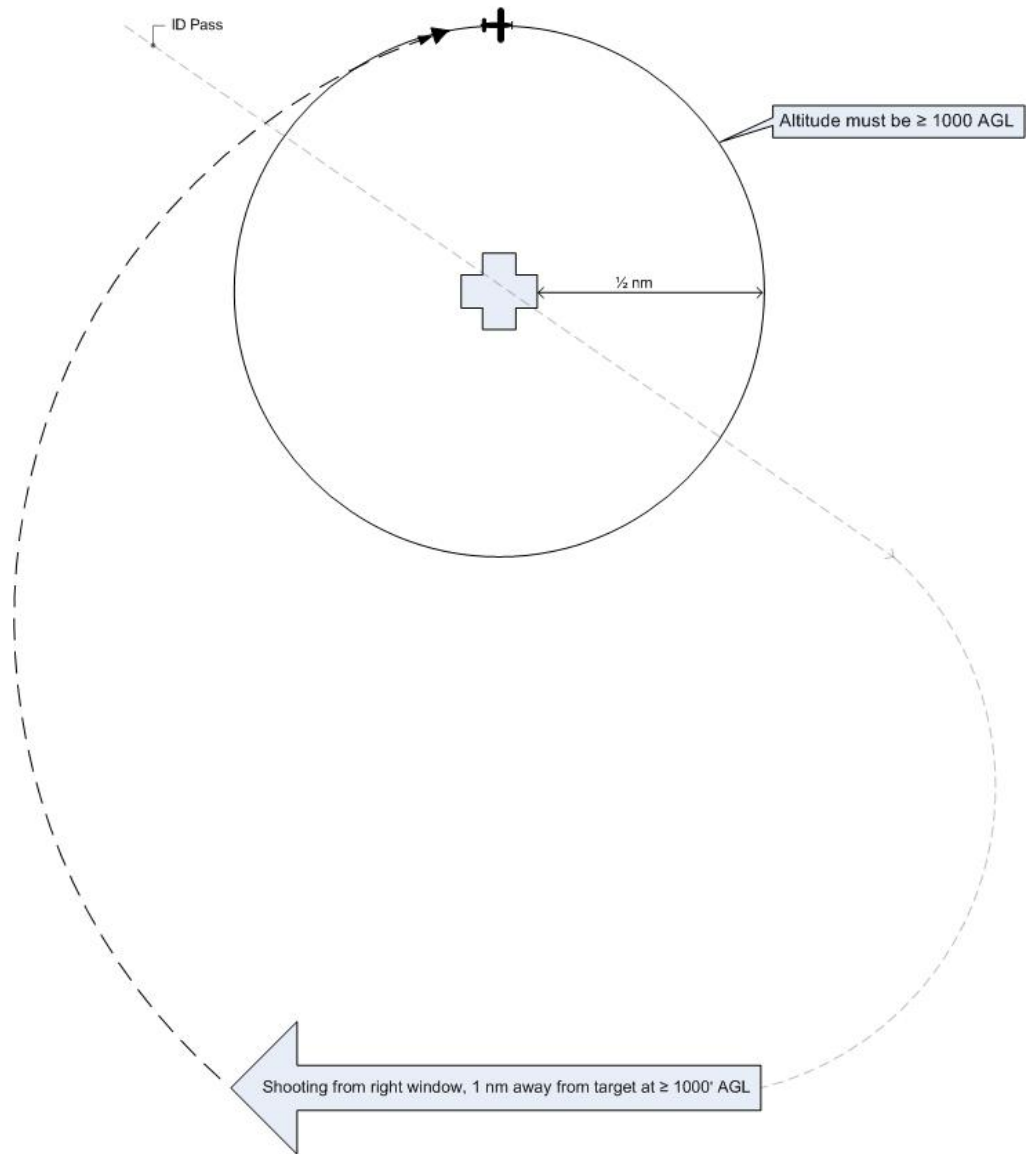 ID Pass
Altitude must be ≥ 1000 AGL
½ nm
Shooting from right window, 1 nm away from target at ≥ 1000' AGL